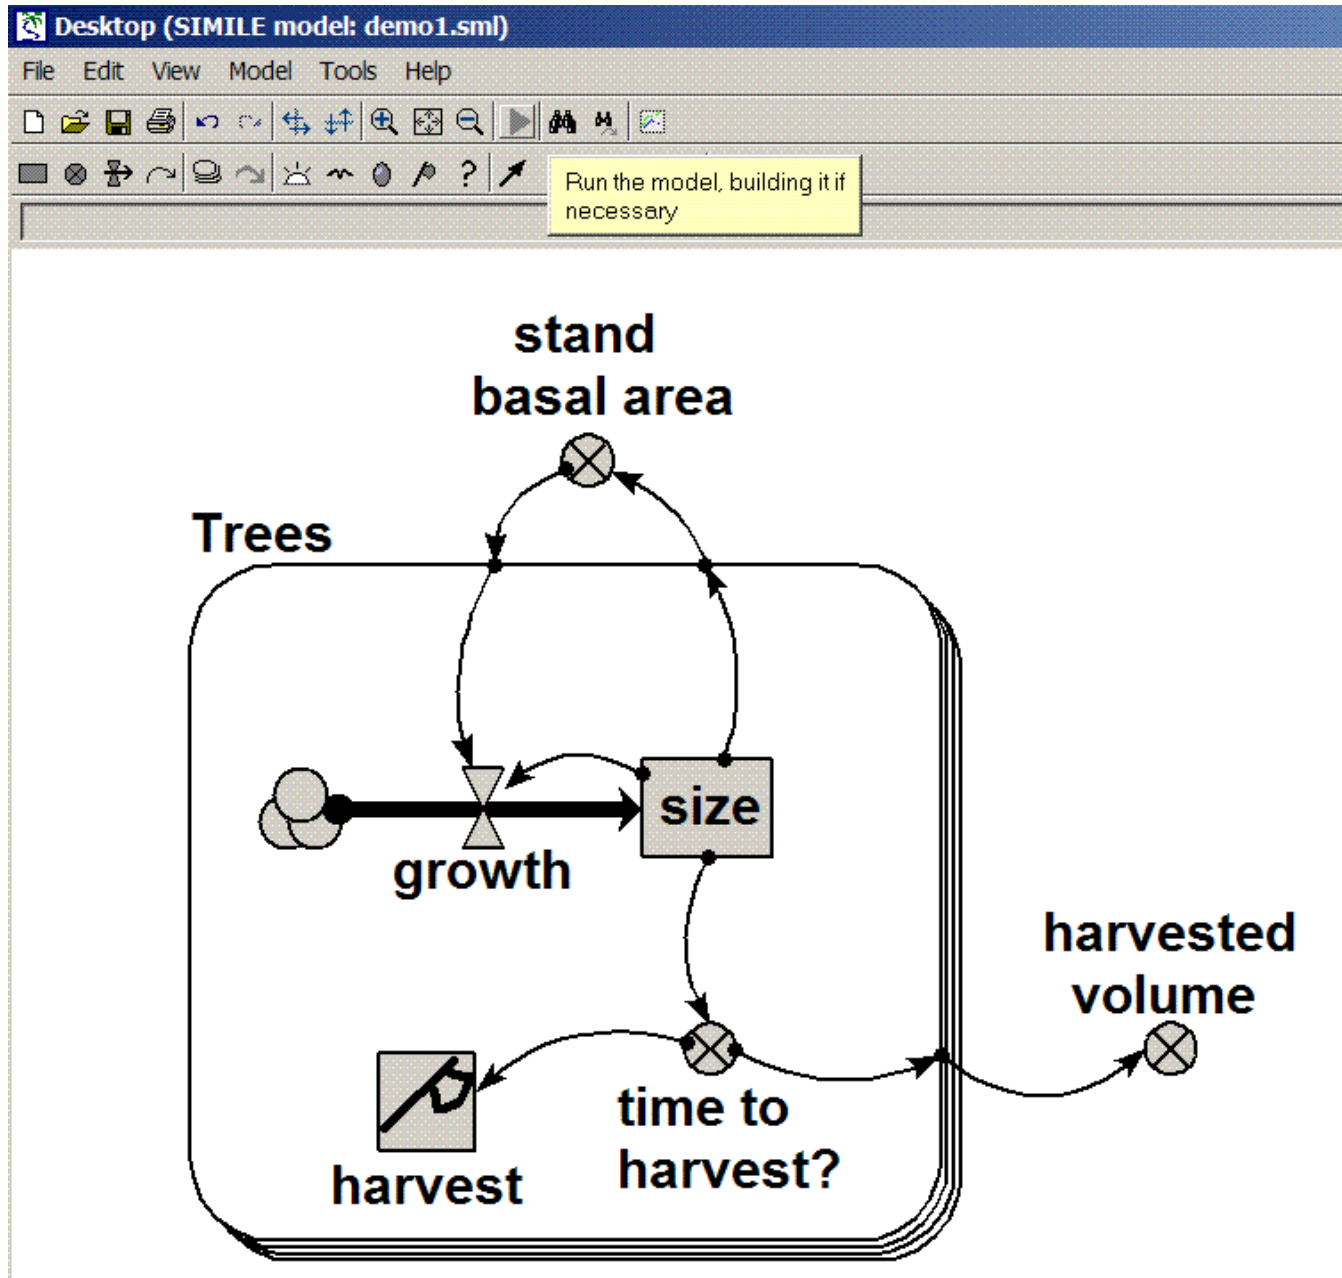 Desktop (SIMILE model: demo1.sml)
File Edit View Model Tools Help
Run the model, building it if
necessary
stand
basal area
Trees
size
growth
harvested
volume
time to
harvest?
harvest